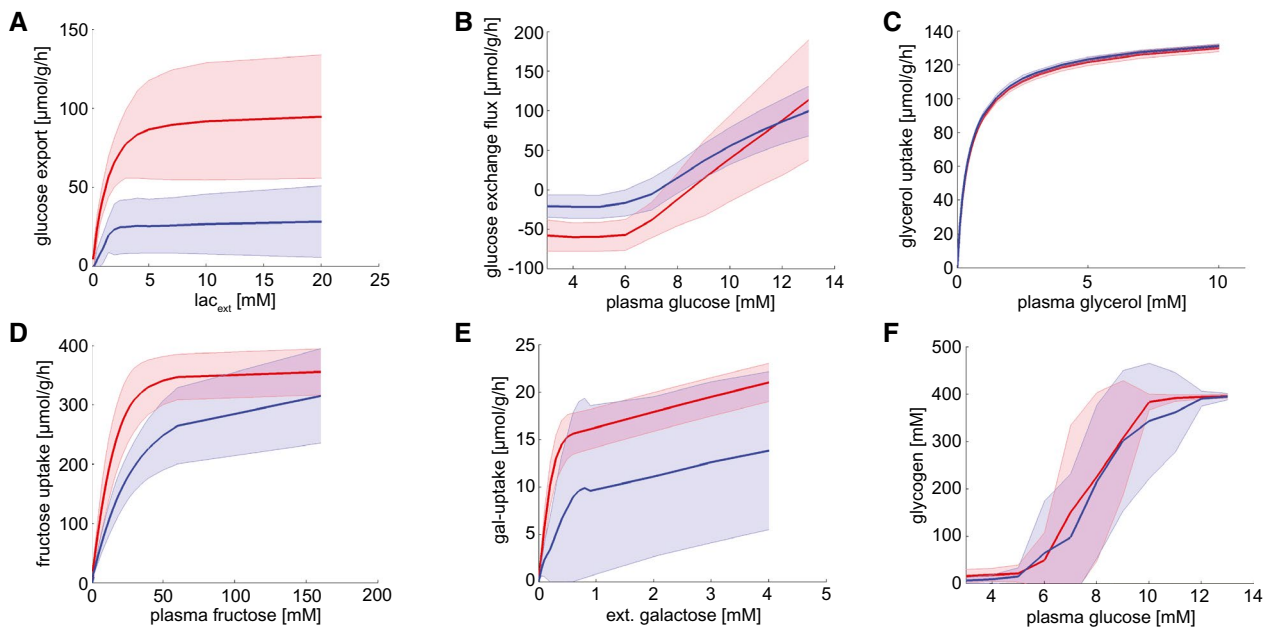 A
150
100
50
0
glucose export [µmol/g/h]
0 5 10 15 20 25
lac_ext [mM]
B
200
150
100
50
0
-50
-100
glucose exchange flux [µmol/g/h]
4 6 8 10 12 14
plasma glucose [mM]
C
140
120
100
80
60
40
20
0
glycerol uptake [µmol/g/h]
0 5 10
plasma glycerol [mM]
D
400
300
200
100
0
fructose uptake [µmol/g/h]
0 50 100 150 200
plasma fructose [mM]
E
25
20
15
10
5
0
gal-uptake [µmol/g/h]
0 1 2 3 4 5
ext. galactose [mM]
F
500
400
300
200
100
0
glycogen [mM]
4 6 8 10 12 14
plasma glucose [mM]